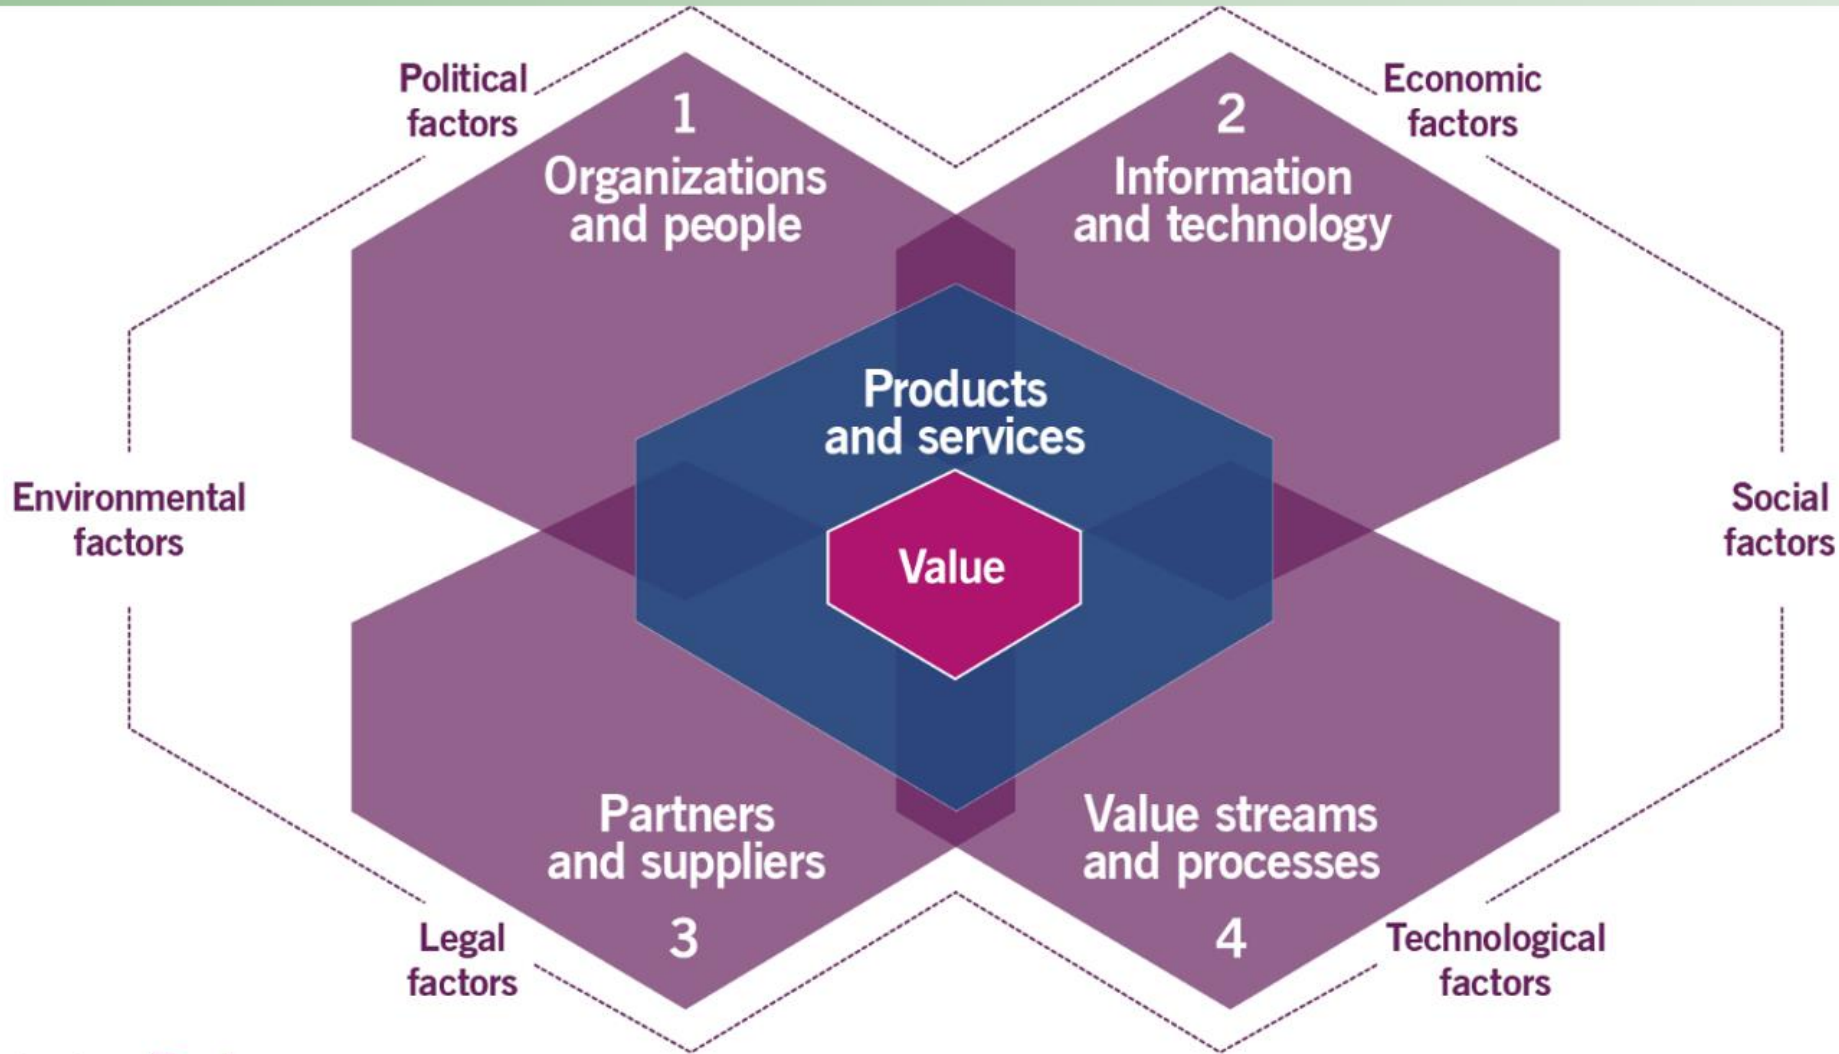 Political
factors
Economic
factors
1
Organizations
and people
2
Information
and technology
Products
and services
Environmental
factors
Value
Social
factors
Partners
and suppliers
3
Value streams
and processes
4
Legal
factors
Technological
factors